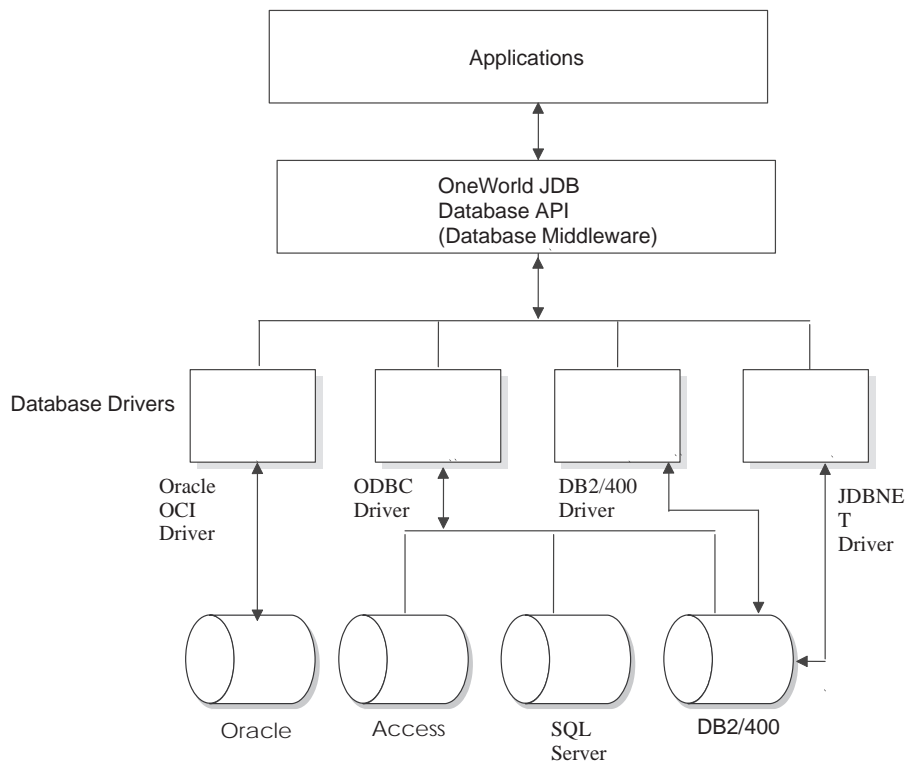 Applications
OneWorld JDB
Database API
(Database Middleware)
Database Drivers
Oracle
OCI
Driver
ODBC
Driver
DB2/400
Driver
JDBNE
T
Driver
Oracle
Access
SQL
Server
DB2/400